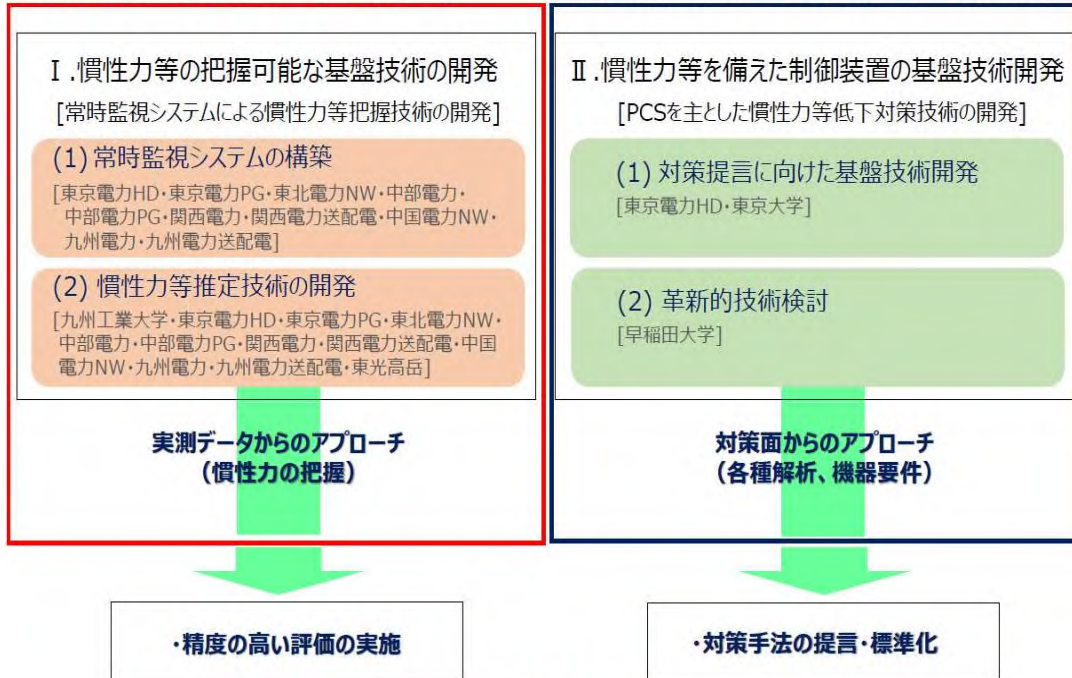 Ⅰ.慣性力等の把握可能な基盤技術の開発
[常時監視システムによる慣性力等把握技術の開発]
(1) 常時監視システムの構築
[東京電力HD・東京電力PG・東北電力NW・中部電力・
中部電力PG・関西電力・関西電力送配電・中国電力NW・
九州電力・九州電力送配電]
(2) 慣性力等推定技術の開発
[九州工業大学・東京電力HD・東京電力PG・東北電力NW・
中部電力・中部電力PG・関西電力・関西電力送配電・中国
電力NW・九州電力・九州電力送配電・東光高岳]
実測データからのアプローチ
（慣性力の把握）
・精度の高い評価の実施
Ⅱ.慣性力等を備えた制御装置の基盤技術開発
[PCSを主とした慣性力等低下対策技術の開発]
(1) 対策提言に向けた基盤技術開発
[東京電力HD・東京大学]
(2) 革新的技術検討
[早稲田大学]
対策面からのアプローチ
（各種解析、機器要件）
・対策手法の提言・標準化